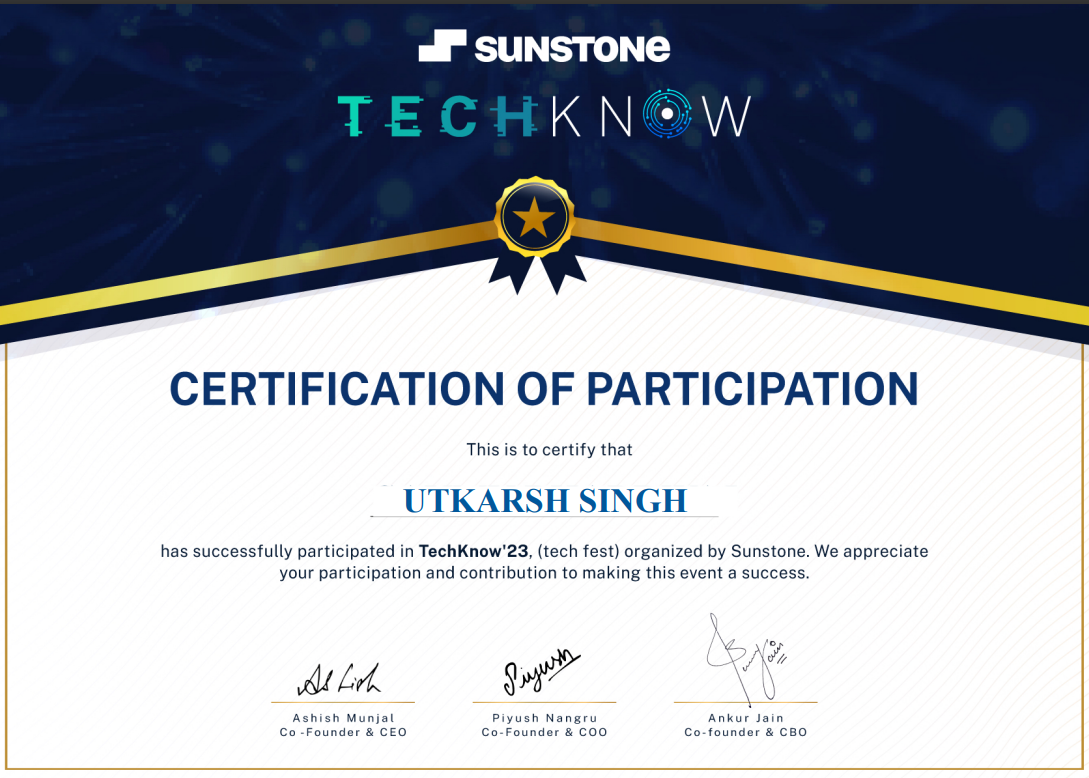 SUNSTONE
TECHKNOW
CERTIFICATION OF PARTICIPATION
This is to certify that
UTKARSH SINGH
has successfully participated in TechKnow'23, (tech fest) organized by Sunstone. We appreciate
your participation and contribution to making this event a success.
Piyush
Ashish Munjal Piyush Nangru Ankur Jain
Co -Founder & CEO Co-Founder & COO Co-founder & CBO